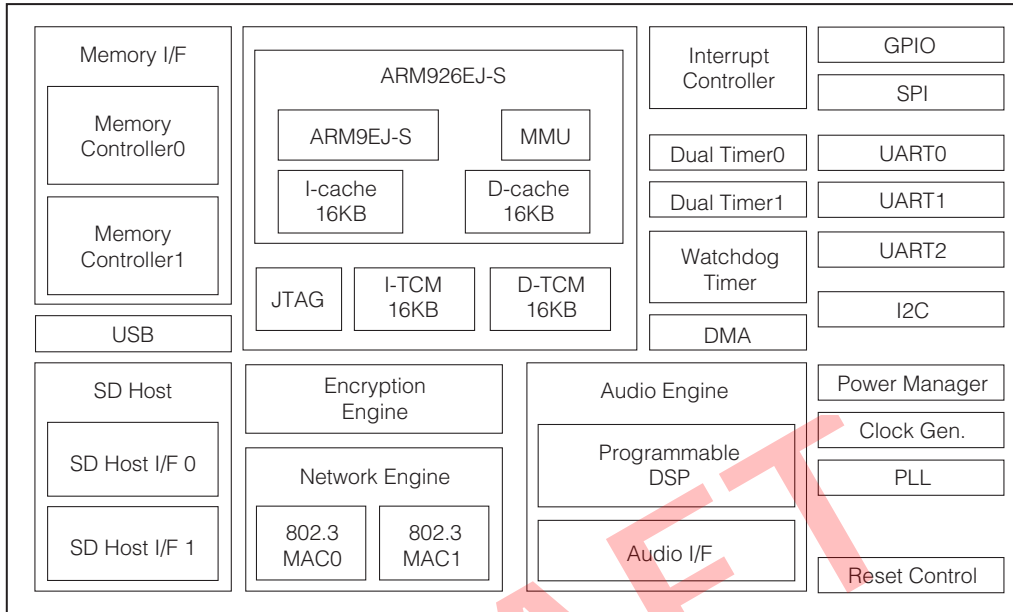 Memory I/F
Memory
Controller0
Memory
Controller1
USB
SD Host
SD Host I/F 0
SD Host I/F 1
ARM926EJ-S
ARM9EJ-S
MMU
I-cache
16KB
D-cache
16KB
JTAG
I-TCM
16KB
D-TCM
16KB
Encryption
Engine
Network Engine
802.3
MAC0
802.3
MAC1
Interrupt
Controller
Dual Timer0
Dual Timer1
Watchdog
Timer
DMA
Audio Engine
Programmable
DSP
Audio I/F
GPIO
SPI
UART0
UART1
UART2
I2C
Power Manager
Clock Gen.
PLL
Reset Control
AFT